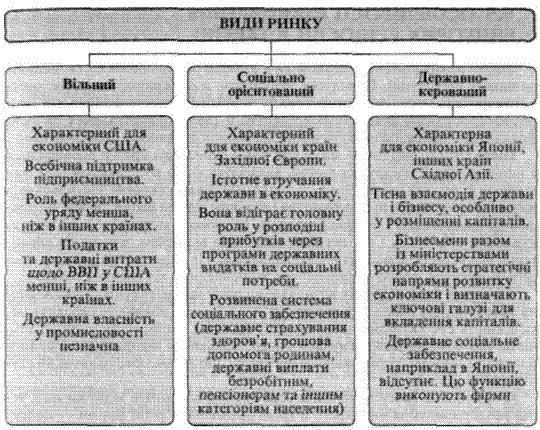 ВИДИ РИНКУ
Вільний
Характерний для
економіки США.
Всебічна підтримка
підприємництва.
Роль федерального
уряду менша,
ніж в інших країнах.
Податки
та державні витрати
щодо ВВП у США
менші, ніж в інших
країнах.
Державна власність
у промисловості
незначна
Соціально
орієнтований
Характерний
для економіки країн
Західної Європи.
Істотне втручання
держави в економіку.
Вона відіграє головну
роль у розподілі
прибутків через
програми державних
видатків на соціальні
потреби.
Розвинена система
соціального забезпечення
(державне страхування
здоров'я, грошова
допомога родинам,
державні виплати
безробітним,
пенсіонерам та іншим
категоріям населення)
Державно-
керований
Характерна
для економіки Японії,
інших країн
Східної Азії.
Тісна взаємодія держави
і бізнесу, особливо
у розміщенні капіталів.
Бізнесмени разом
із міністерствами
розробляють стратегічні
напрями розвитку
економіки і визначають
ключові галузі для
вкладення капіталів.
Державне соціальне
забезпечення,
наприклад в Японії,
відсутнє. Цю функцію
виконують фірми